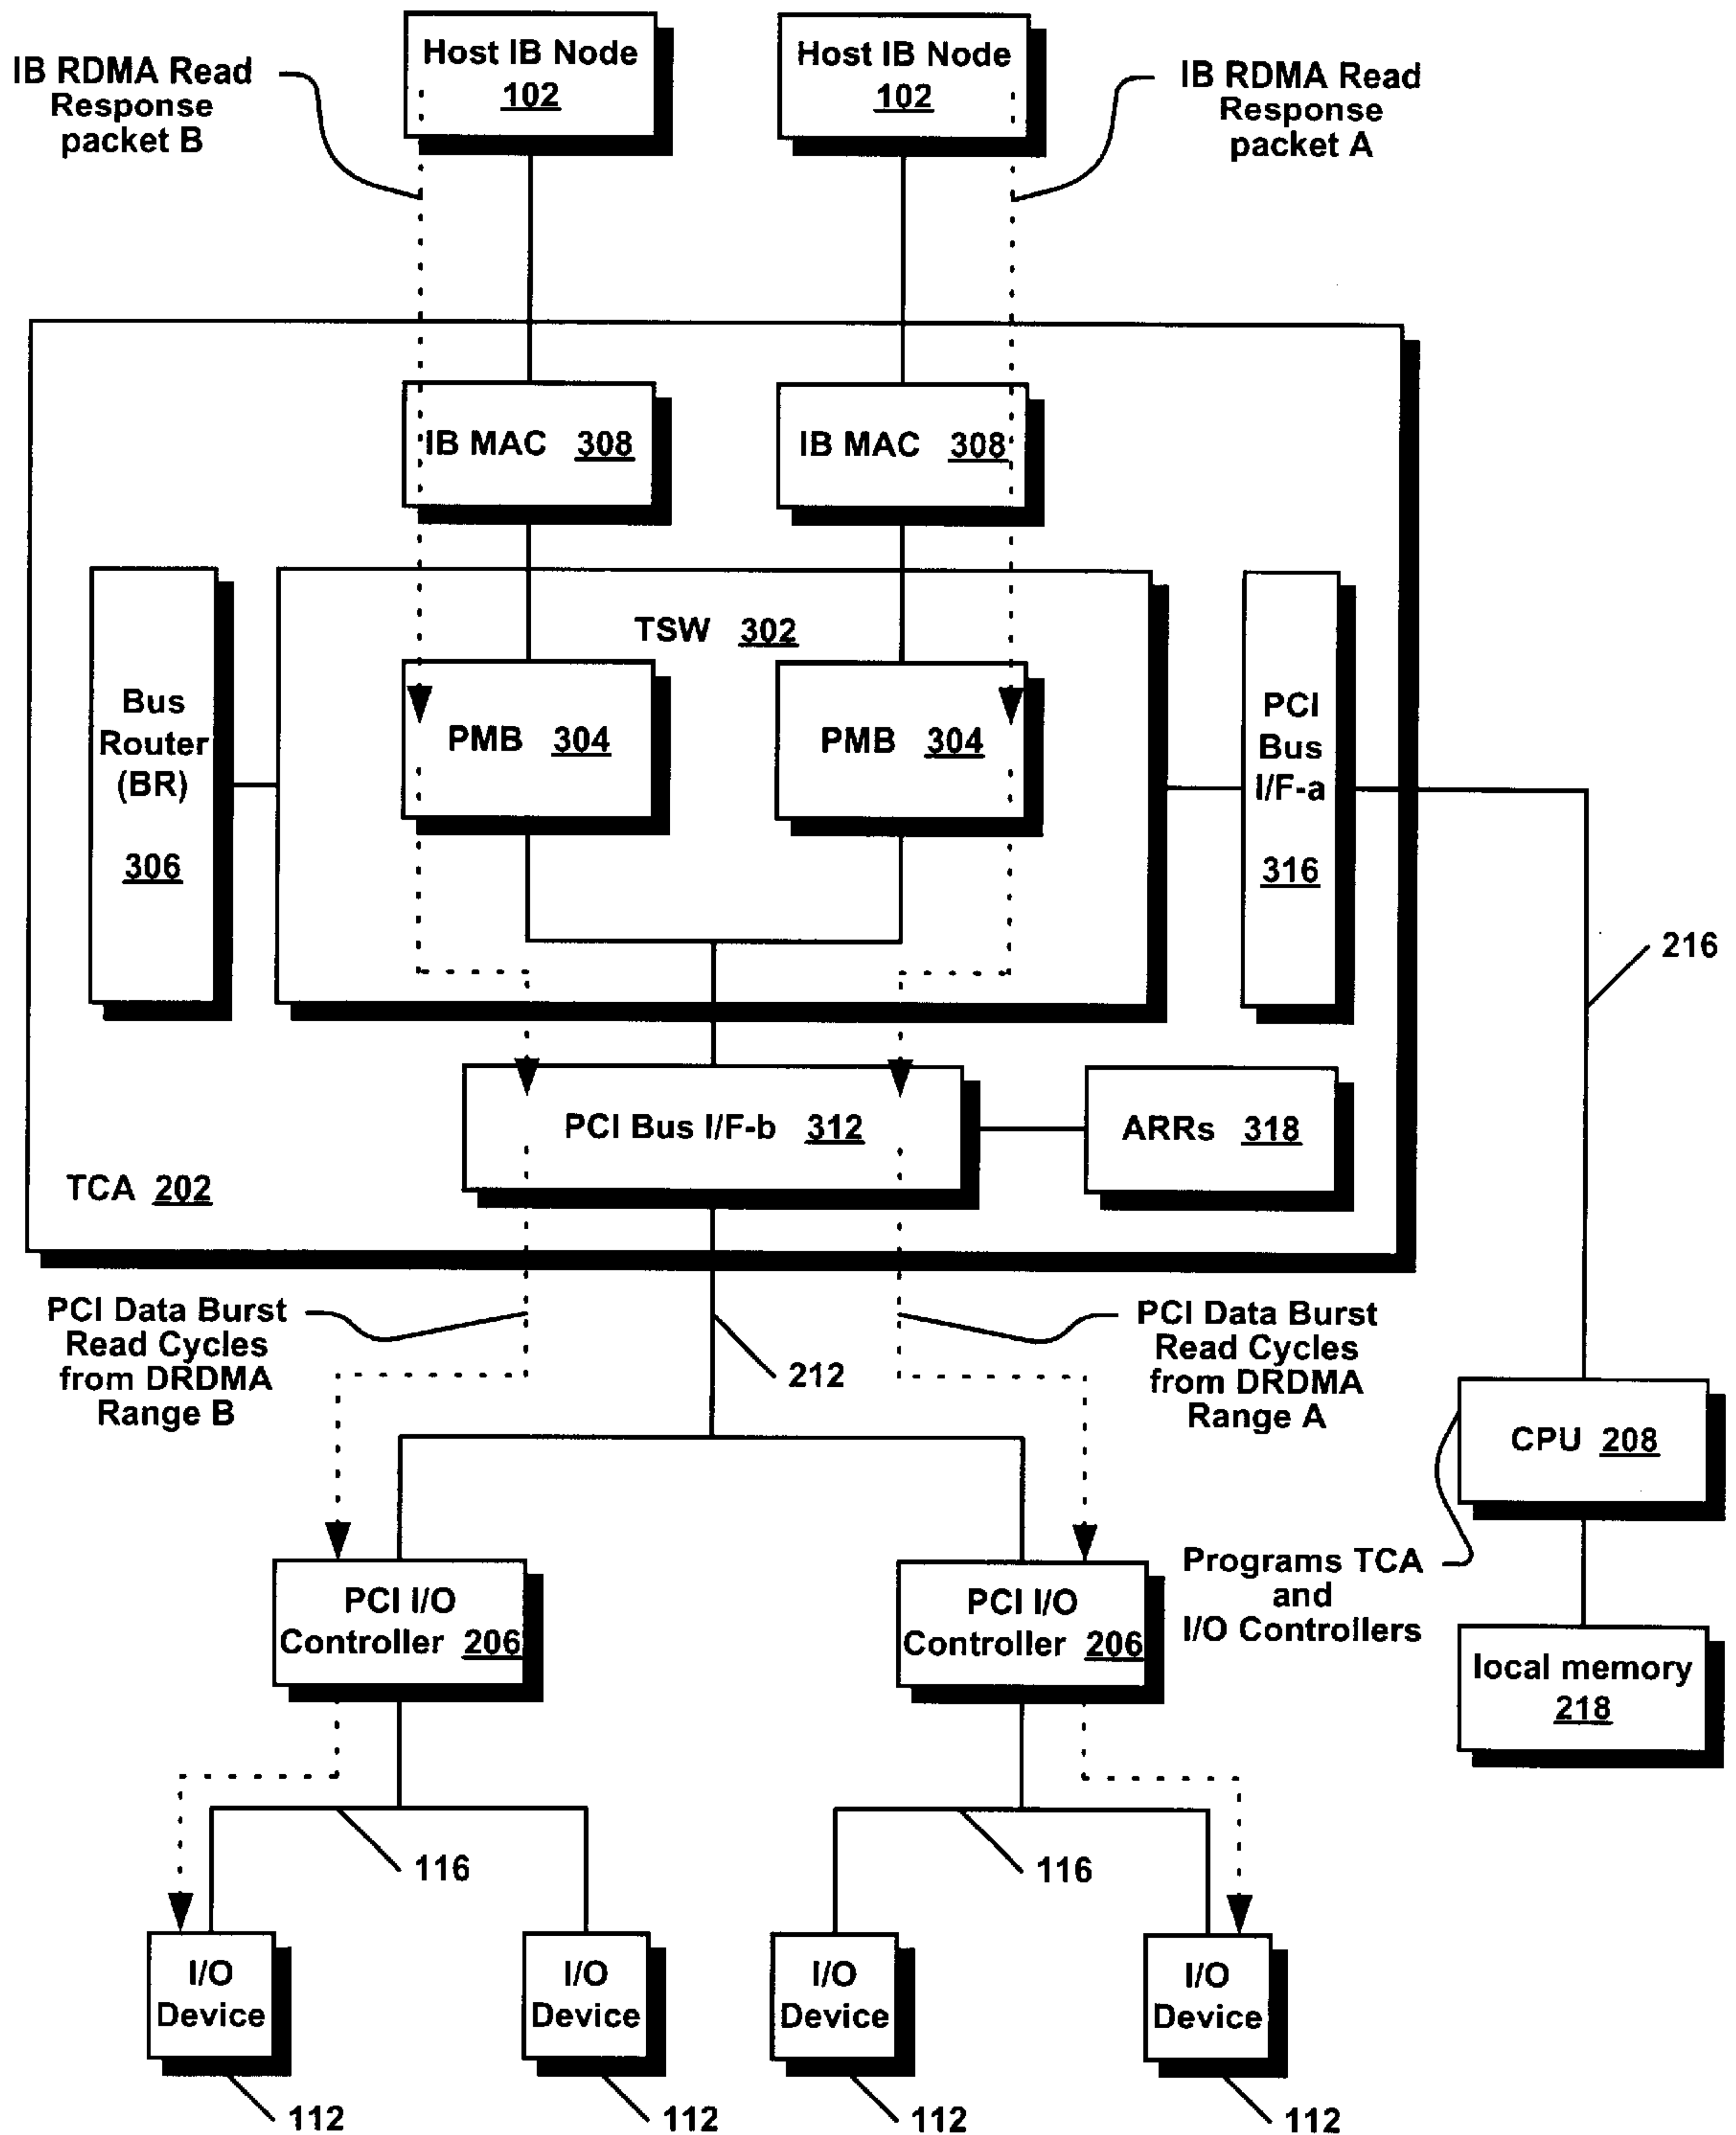 IB RDMA Read
Response
packet B
Host IB Node
102
Host IB Node
102
IB RDMA Read
Response
packet A
IB MAC 308
IB MAC 308
TSW 302
Bus
Router
(BR)
306
PMB 304
PMB 304
PCI
Bus
I/F-a
316
216
PCI Bus I/F-b 312
ARRs 318
TCA 202
PCI Data Burst
Read Cycles
from DRDMA
Range B
212
PCI Data Burst
Read Cycles
from DRDMA
Range A
CPU 208
Programs TCA
and
I/O Controllers
PCI I/O
Controller 206
PCI I/O
Controller 206
local memory
218
116
116
I/O
Device
I/O
Device
I/O
Device
I/O
Device
112
112
112
112